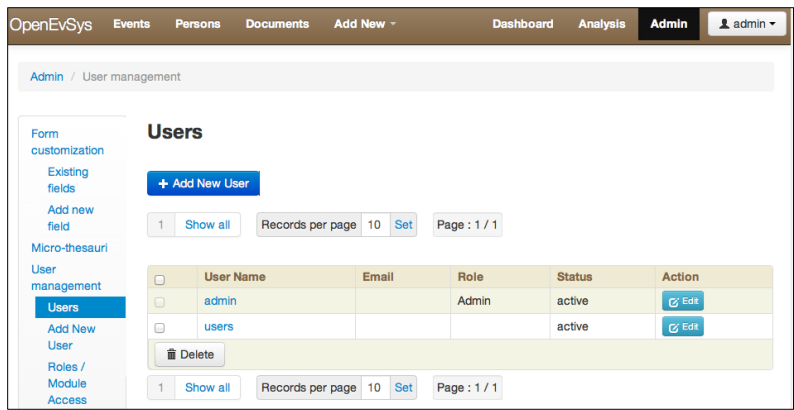 OpenEvSys Events Persons Documents Add New Dashboard Analysis Admin admin
Admin / User management
Form
customization
Existing
fields
Add new
field
Micro-thesauri
User
management
Users
Add New
User
Roles /
Module
Access
Users
+ Add New User
1 Show all Records per page 10 Set Page : 1 / 1
User Name Email Role Status Action
admin Admin active Edit
users active Edit
Delete
1 Show all Records per page 10 Set Page : 1 / 1